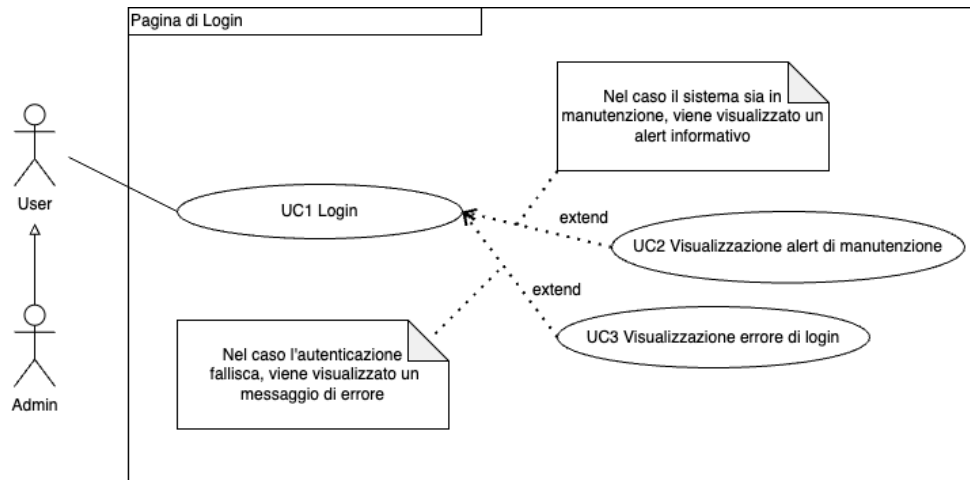 Pagina di Login
Nel caso il sistema sia in
manutenzione, viene visualizzato un
alert informativo
User
UC1 Login
extend
UC2 Visualizzazione alert di manutenzione
extend
UC3 Visualizzazione errore di login
Nel caso l'autenticazione
fallisca, viene visualizzato un
messaggio di errore
Admin